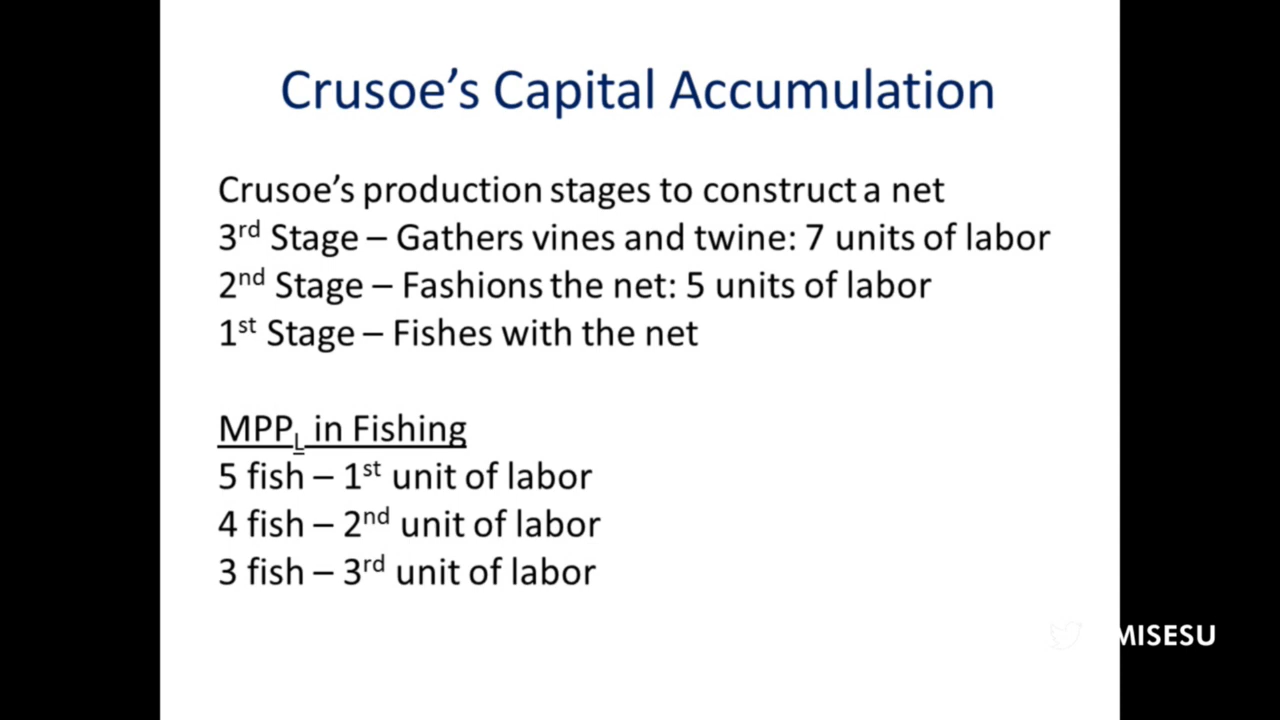 Crusoe’s Capital Accumulation
Crusoe’s production stages to construct a net
3rd Stage – Gathers vines and twine: 7 units of labor
2nd Stage – Fashions the net: 5 units of labor
1st Stage – Fishes with the net
MPPL in Fishing
5 fish – 1st unit of labor
4 fish – 2nd unit of labor
3 fish – 3rd unit of labor
MISESU